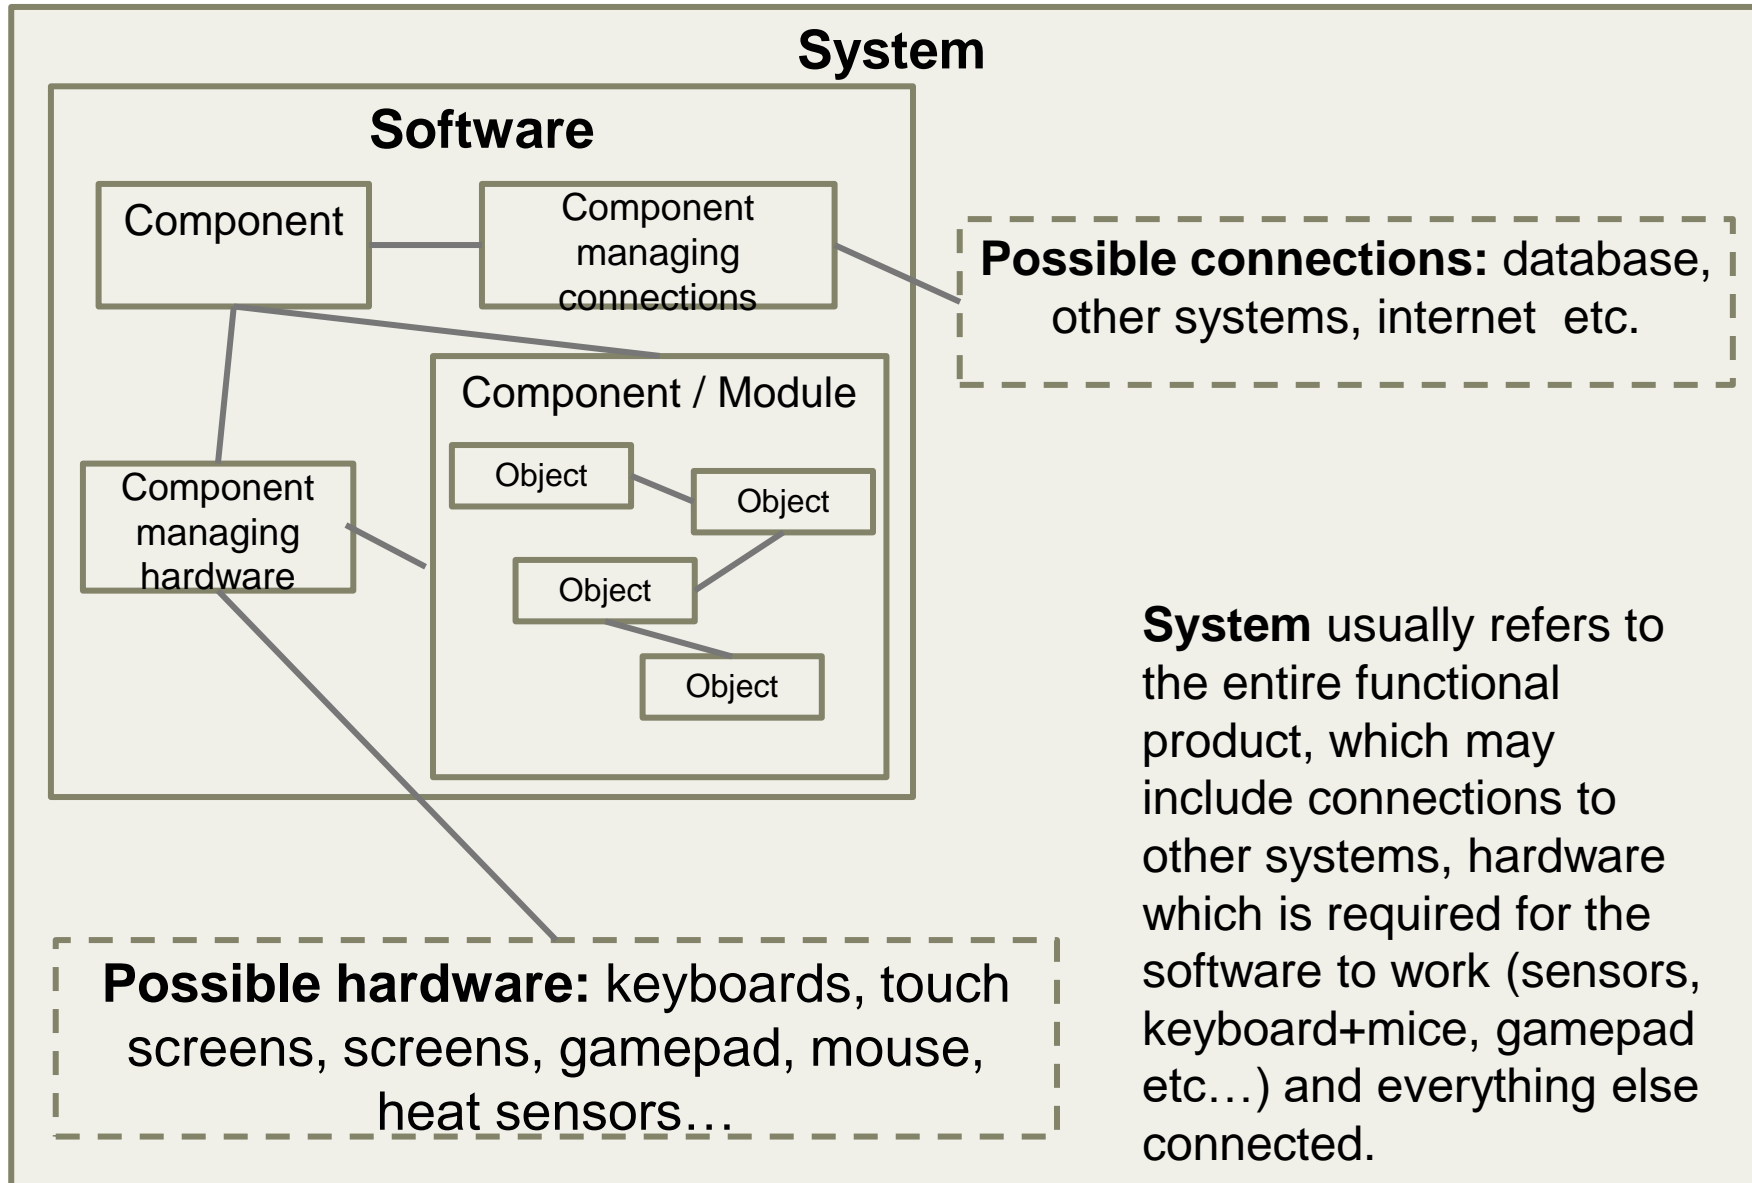 System
Software
Component
Component
managing
connections
Possible connections: database,
other systems, internet  etc.
Component / Module
Object
Object
Object
Object
Component
managing
hardware
Possible hardware: keyboards, touch
screens, screens, gamepad, mouse,
heat sensors…
System usually refers to
the entire functional
product, which may
include connections to
other systems, hardware
which is required for the
software to work (sensors,
keyboard+mice, gamepad
etc…) and everything else
connected.